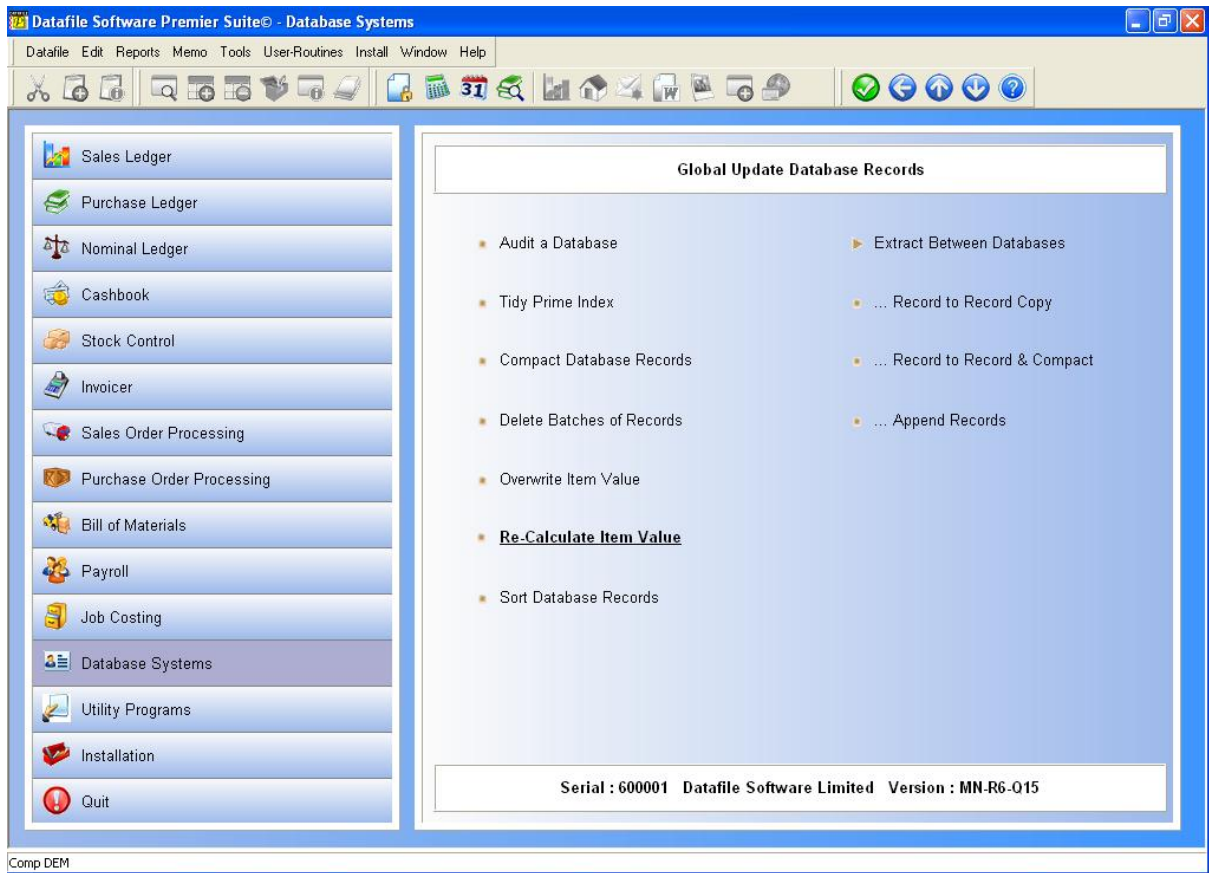 Datafile Software Premier Suite© - Database Systems
Datafile Edit Reports Memo Tools User-Routines Install Window Help
31
W
Sales Ledger
Purchase Ledger
Nominal Ledger
Cashbook
Stock Control
Invoicer
Sales Order Processing
Purchase Order Processing
Bill of Materials
Payroll
Job Costing
Database Systems
Utility Programs
Installation
Quit
Global Update Database Records
Audit a Database
Tidy Prime Index
Compact Database Records
Delete Batches of Records
Overwrite Item Value
Re-Calculate Item Value
Sort Database Records
Extract Between Databases
... Record to Record Copy
... Record to Record & Compact
... Append Records
Serial : 600001 Datafile Software Limited Version : MN-R6-Q15
Comp DEM